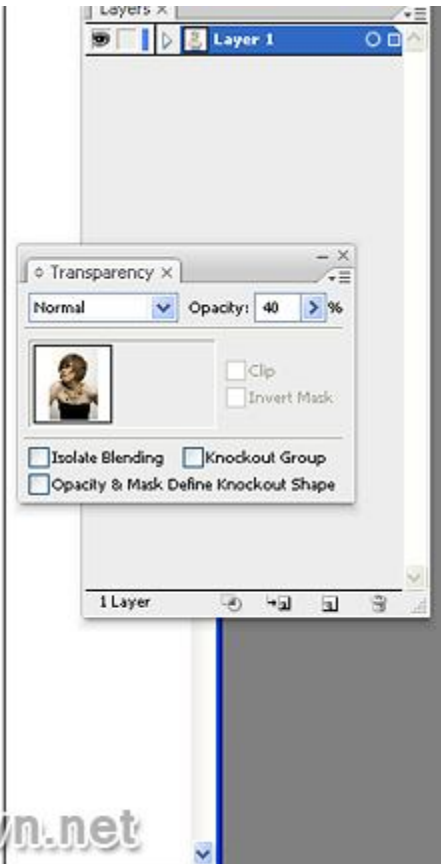 Layers ×
Layer 1
Transparency ×
Normal Opacity: 40 %
Clip
Invert Mask
Isolate Blending Knockout Group
Opacity & Mask Define Knockout Shape
1 Layer
n.net